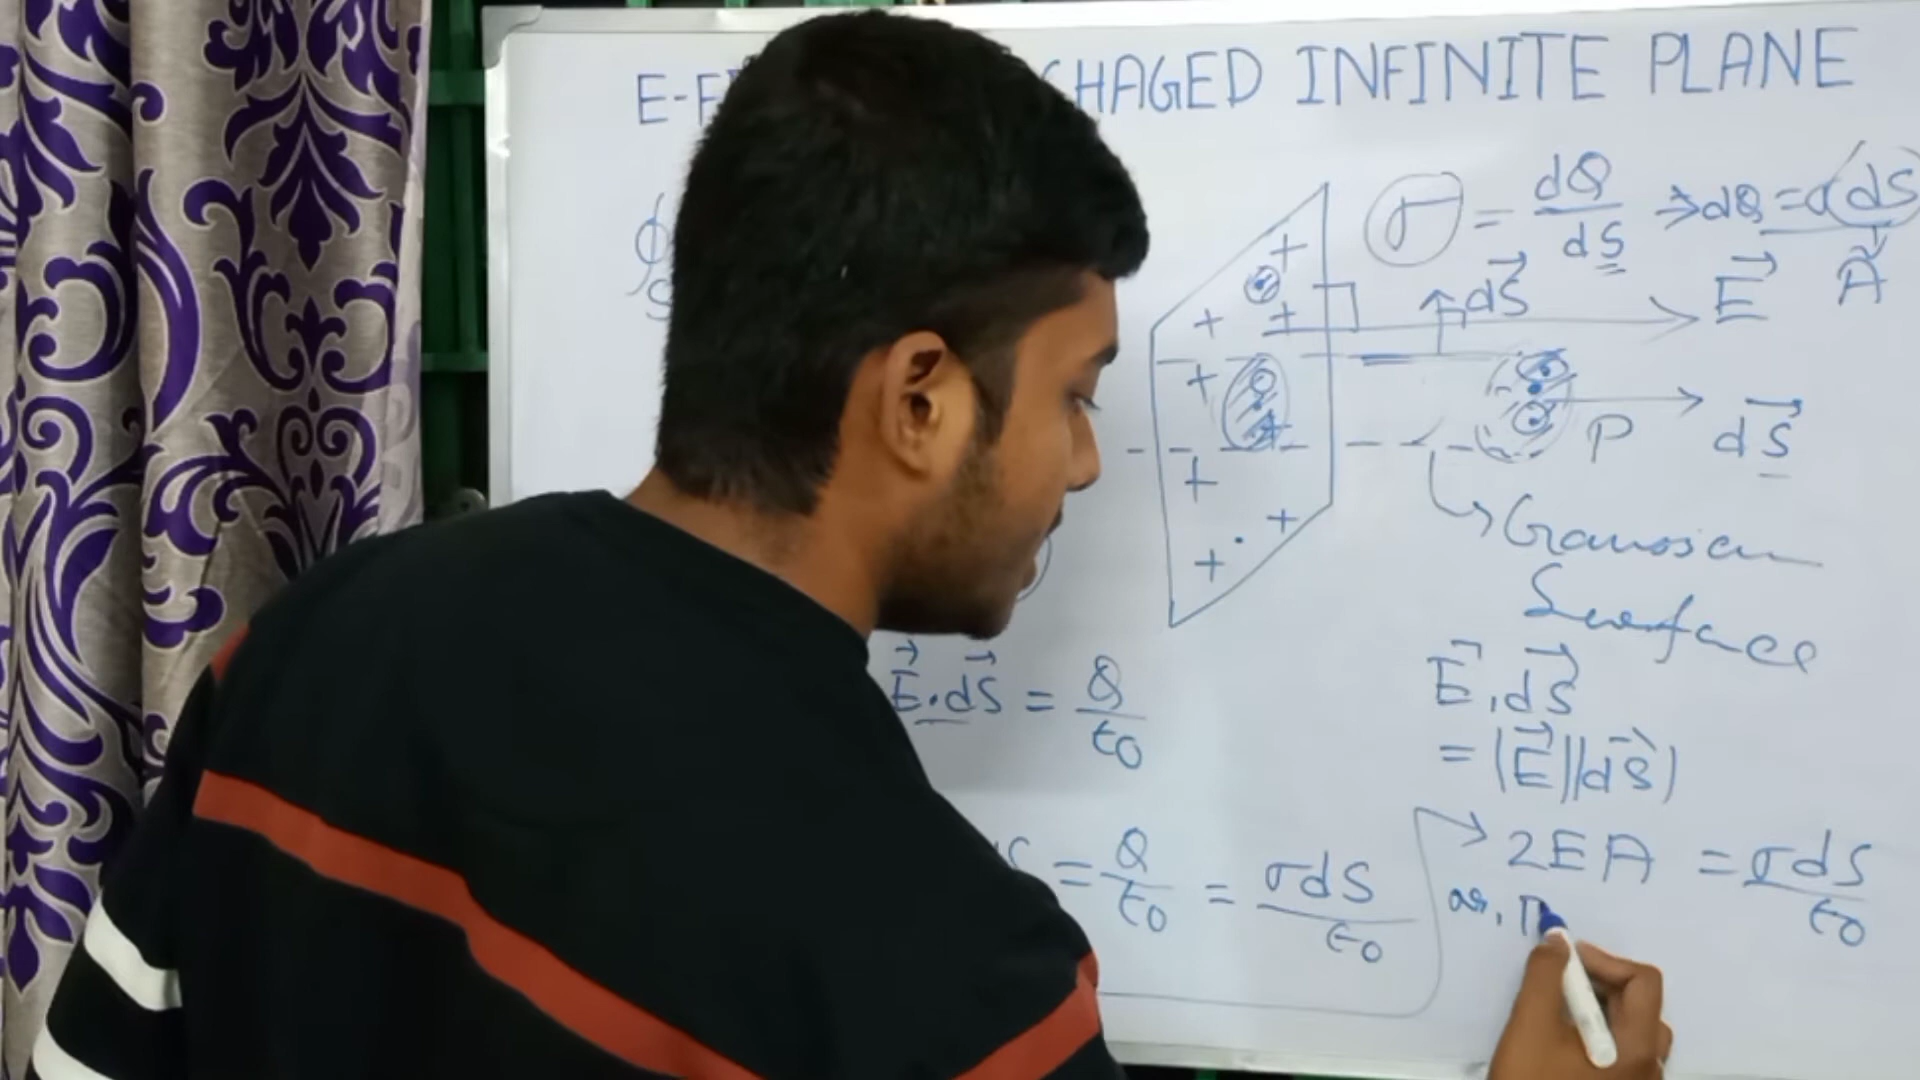 CHAGED INFINITE PLANE
σ = dQ/dS ⇒ dQ = σ dS
A
dS
E
P
dS
Gaussian
Surface
E.dS = Q/ε0
E.dS
= |E||dS|
= Q/ε0 = σdS/ε0
2EA = σdS/ε0
or,